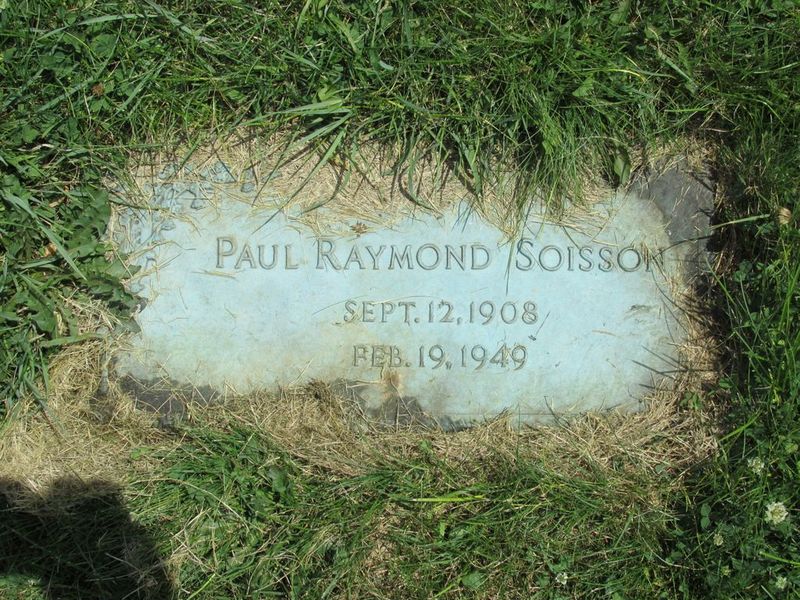 PAUL RAYMOND SOISSON
SEPT. 12, 1908
FEB. 19, 1949